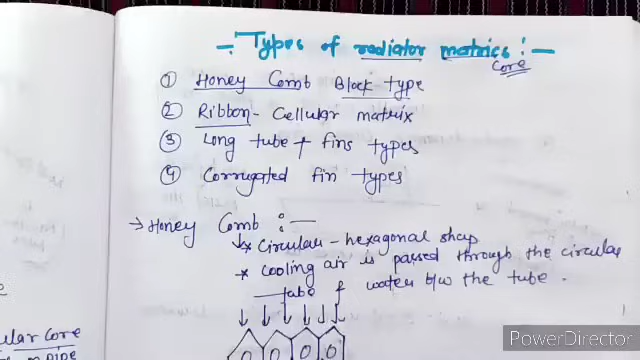 ÷ Types of radiator matrics :-
Core
① Honey Comb Block type
② Ribbon - Cellular matrix
③ Long tube + fins types
④ Corrugated fin types
→ Honey Comb :-
* Circular - hexagonal shap
* cooling air is passed through the circular
tube & water b/w the tube .
ular Core
PIPE
PowerDirector